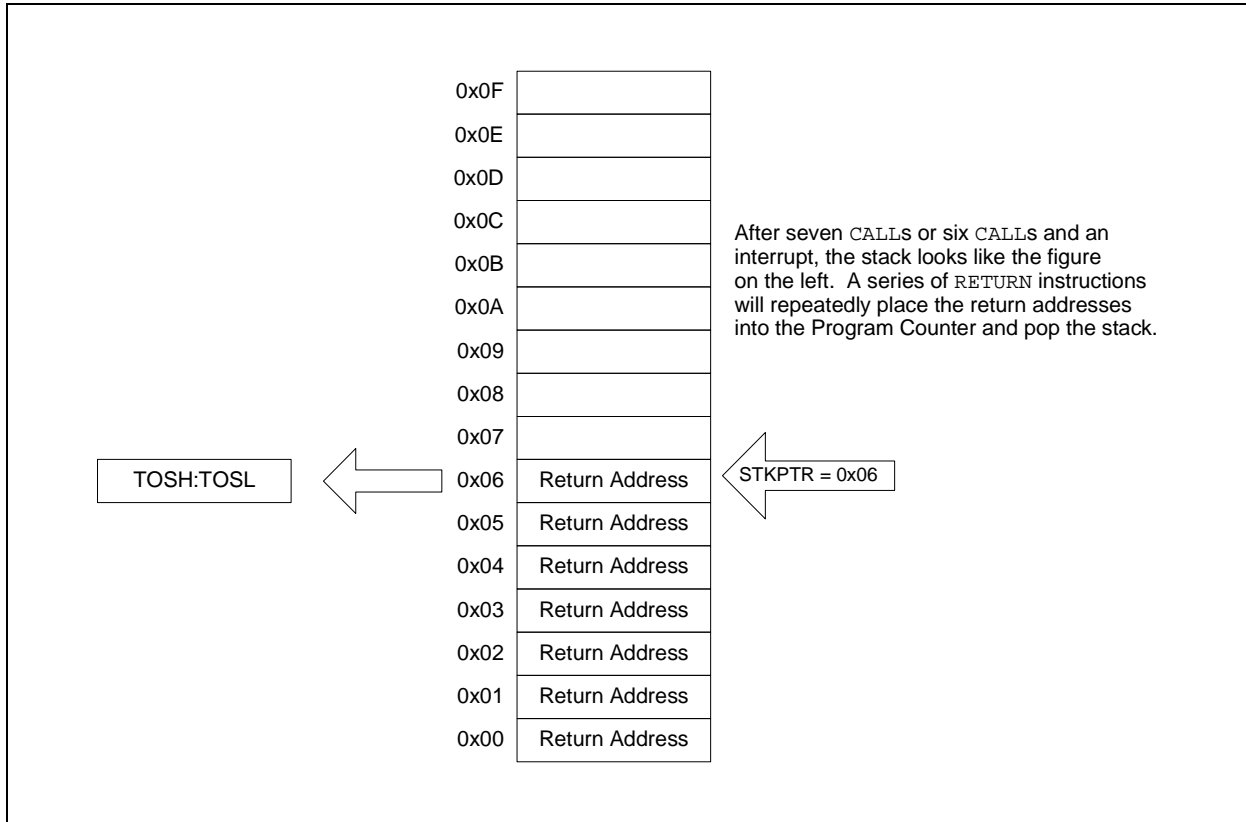 0x0F
0x0E
0x0D
0x0C
0x0B
0x0A
0x09
0x08
0x07
0x06 Return Address
0x05 Return Address
0x04 Return Address
0x03 Return Address
0x02 Return Address
0x01 Return Address
0x00 Return Address
TOSH:TOSL
STKPTR = 0x06
After seven CALLs or six CALLs and an
interrupt, the stack looks like the figure
on the left. A series of RETURN instructions
will repeatedly place the return addresses
into the Program Counter and pop the stack.